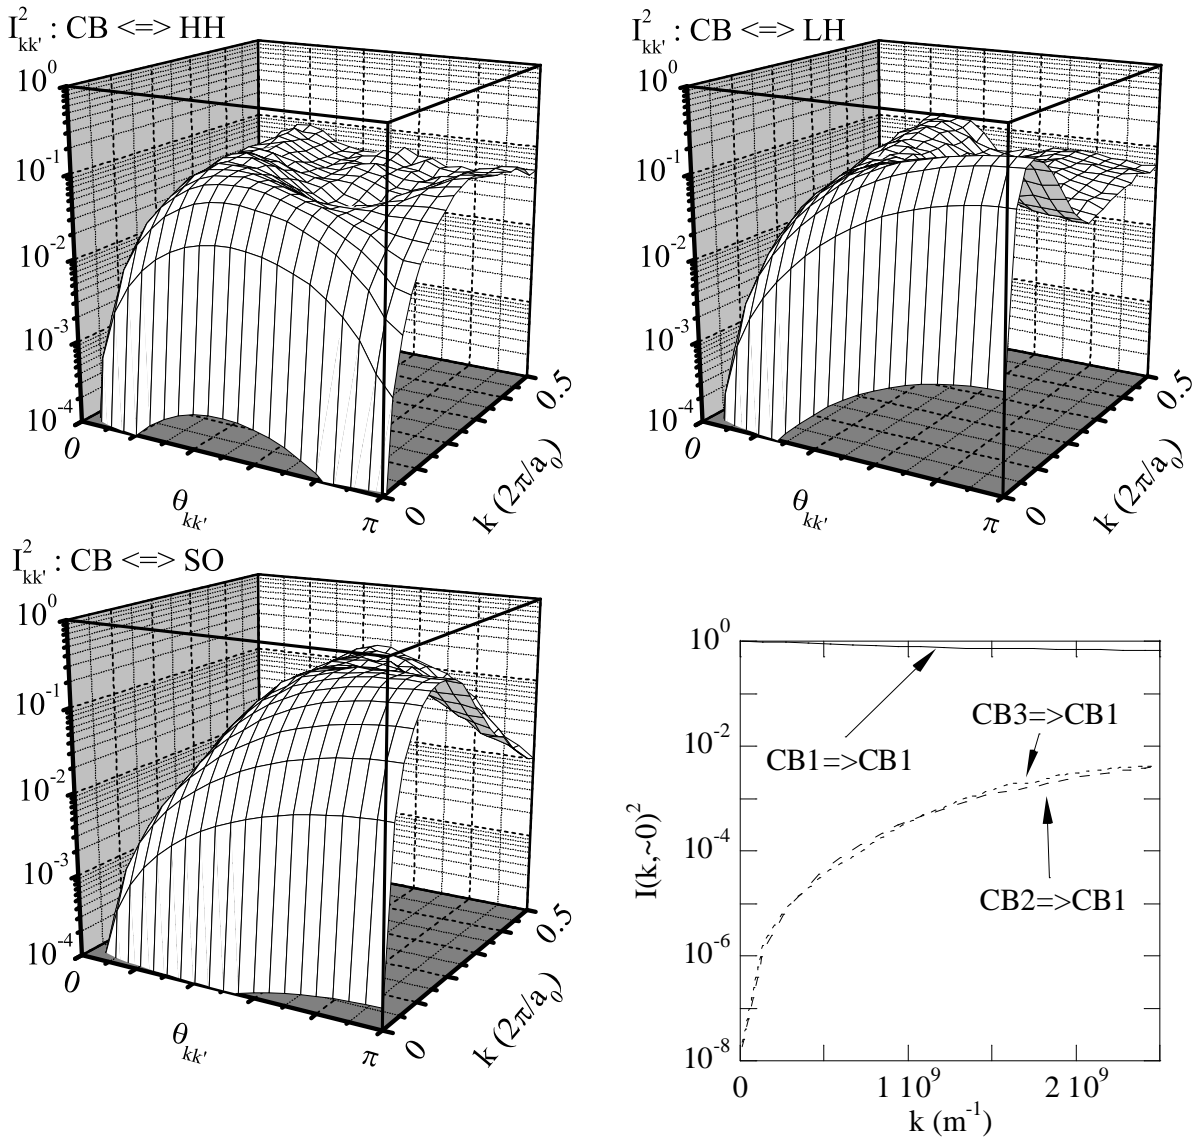 I²ₖₖ' : CB <=> HH
10⁰
10⁻¹
10⁻²
10⁻³
10⁻⁴
0
θₖₖ'
π
0
k (2π/a₀)
0.5
I²ₖₖ' : CB <=> LH
10⁰
10⁻¹
10⁻²
10⁻³
10⁻⁴
0
θₖₖ'
π
0
k (2π/a₀)
0.5
I²ₖₖ' : CB <=> SO
10⁰
10⁻¹
10⁻²
10⁻³
10⁻⁴
0
θₖₖ'
π
0
k (2π/a₀)
0.5
10⁰
10⁻²
10⁻⁴
10⁻⁶
10⁻⁸
I(k,~0)²
CB3=>CB1
CB1=>CB1
CB2=>CB1
0
1 10⁹
2 10⁹
k (m⁻¹)